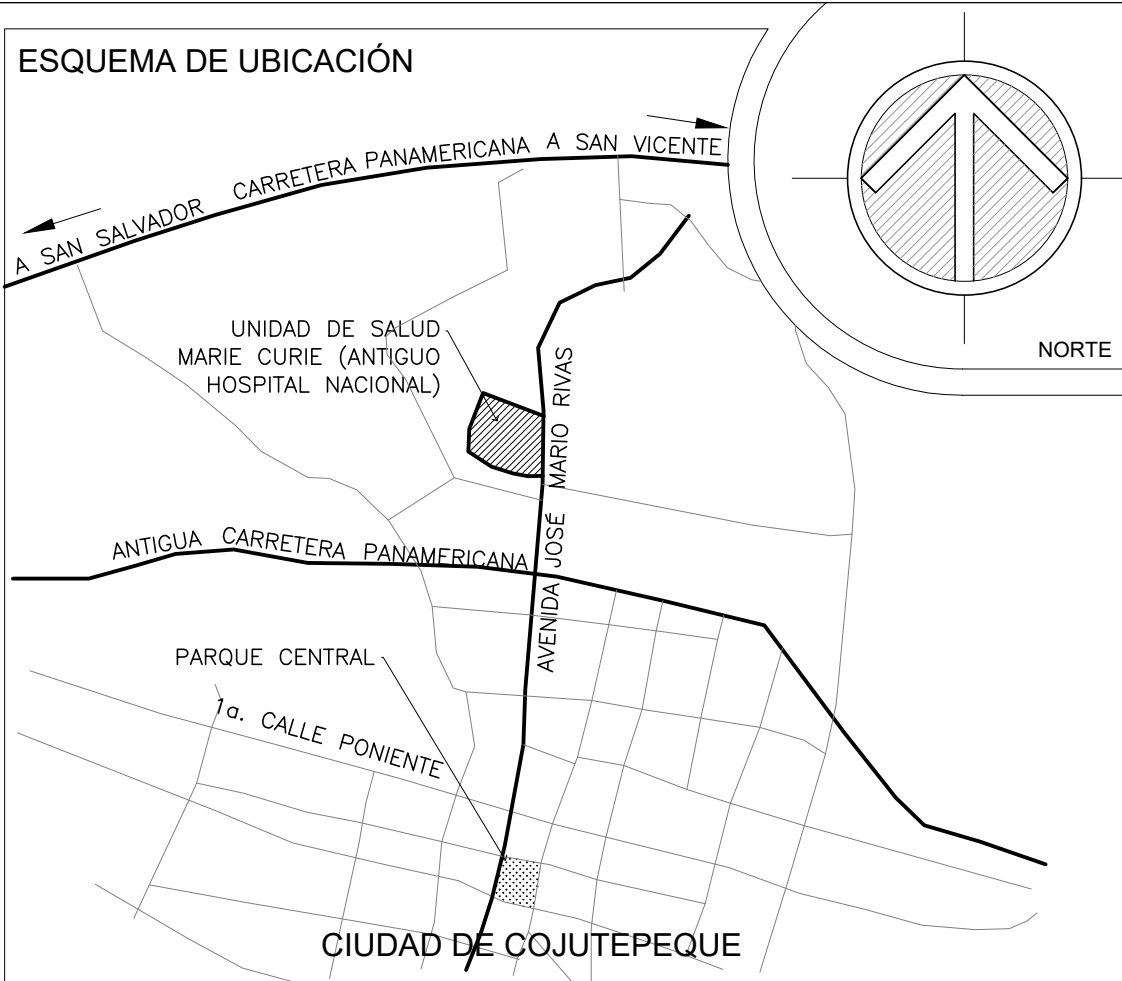 ESQUEMA DE UBICACIÓN
A SAN SALVADOR CARRETERA PANAMERICANA A SAN VICENTE
NORTE
UNIDAD DE SALUD
MARIE CURIE (ANTIGUO
HOSPITAL NACIONAL)
AVENIDA JOSÉ MARIO RIVAS
ANTIGUA CARRETERA PANAMERICANA
PARQUE CENTRAL
1a. CALLE PONIENTE
CIUDAD DE COJUTEPEQUE